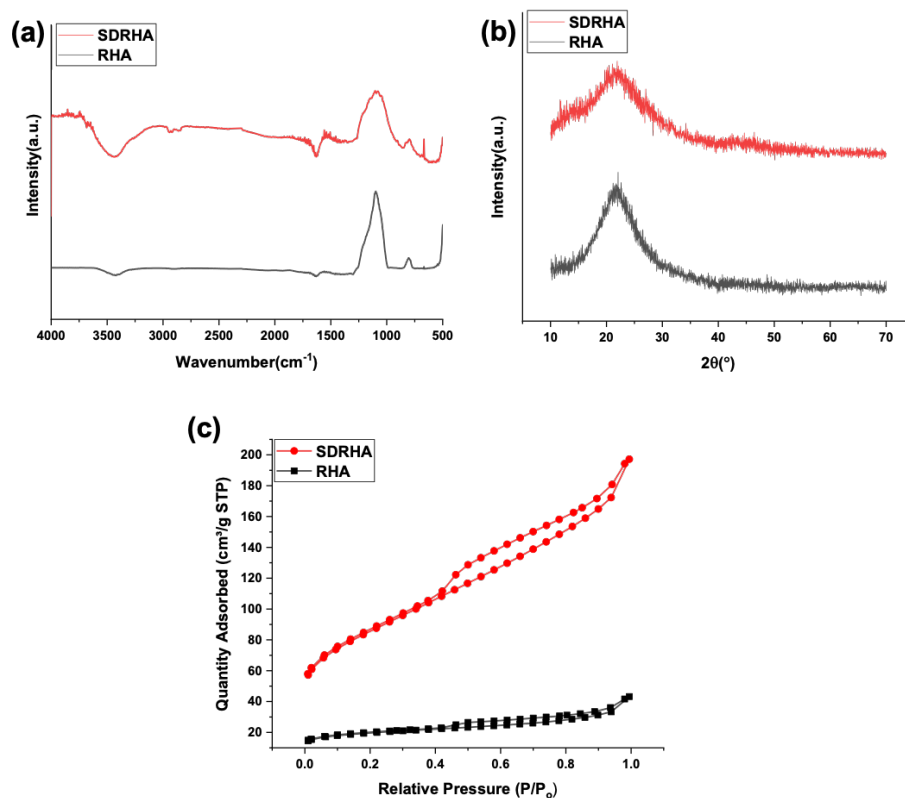 (a)
SDRHA
RHA
Intensity(a.u.)
4000 3500 3000 2500 2000 1500 1000 500
Wavenumber(cm⁻¹)
(b)
SDRHA
RHA
Intensity(a.u.)
10 20 30 40 50 60 70
2θ(°)
(c)
SDRHA
RHA
Quantity Adsorbed (cm³/g STP)
200
180
160
140
120
100
80
60
40
20
0.0 0.2 0.4 0.6 0.8 1.0
Relative Pressure (P/Pₒ)